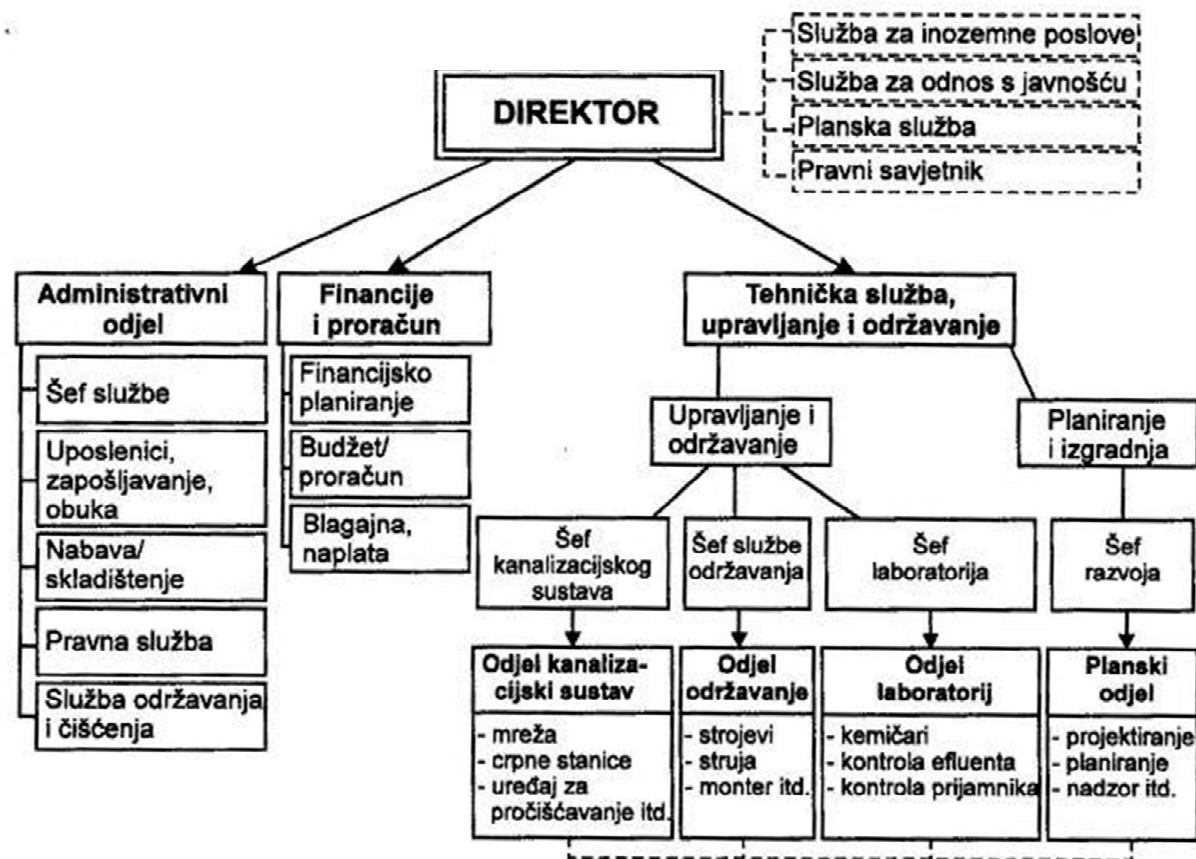 Služba za inozemne poslove
Služba za odnos s javnošću
Planska služba
Pravni savjetnik
DIREKTOR
Administrativni
odjel
Šef službe
Uposlenici,
zapošljavanje,
obuka
Nabava/
skladištenje
Pravna služba
Služba održavanja
i čišćenja
Financije
i proračun
Financijsko
planiranje
Budžet/
proračun
Blagajna,
naplata
Tehnička služba,
upravljanje i održavanje
Upravljanje i
održavanje
Planiranje
i izgradnja
Šef
kanalizacijskog
sustava
Šef službe
održavanja
Šef
laboratorija
Šef
razvoja
Odjel kanaliza-
cijski sustav
- mreža
- crpne stanice
- uređaj za
pročišćavanje itd.
Odjel
održavanje
- strojevi
- struja
- monter itd.
Odjel
laboratorij
- kemičari
- kontrola efluenta
- kontrola prijamnika
Planski
odjel
- projektiranje
- planiranje
- nadzor itd.